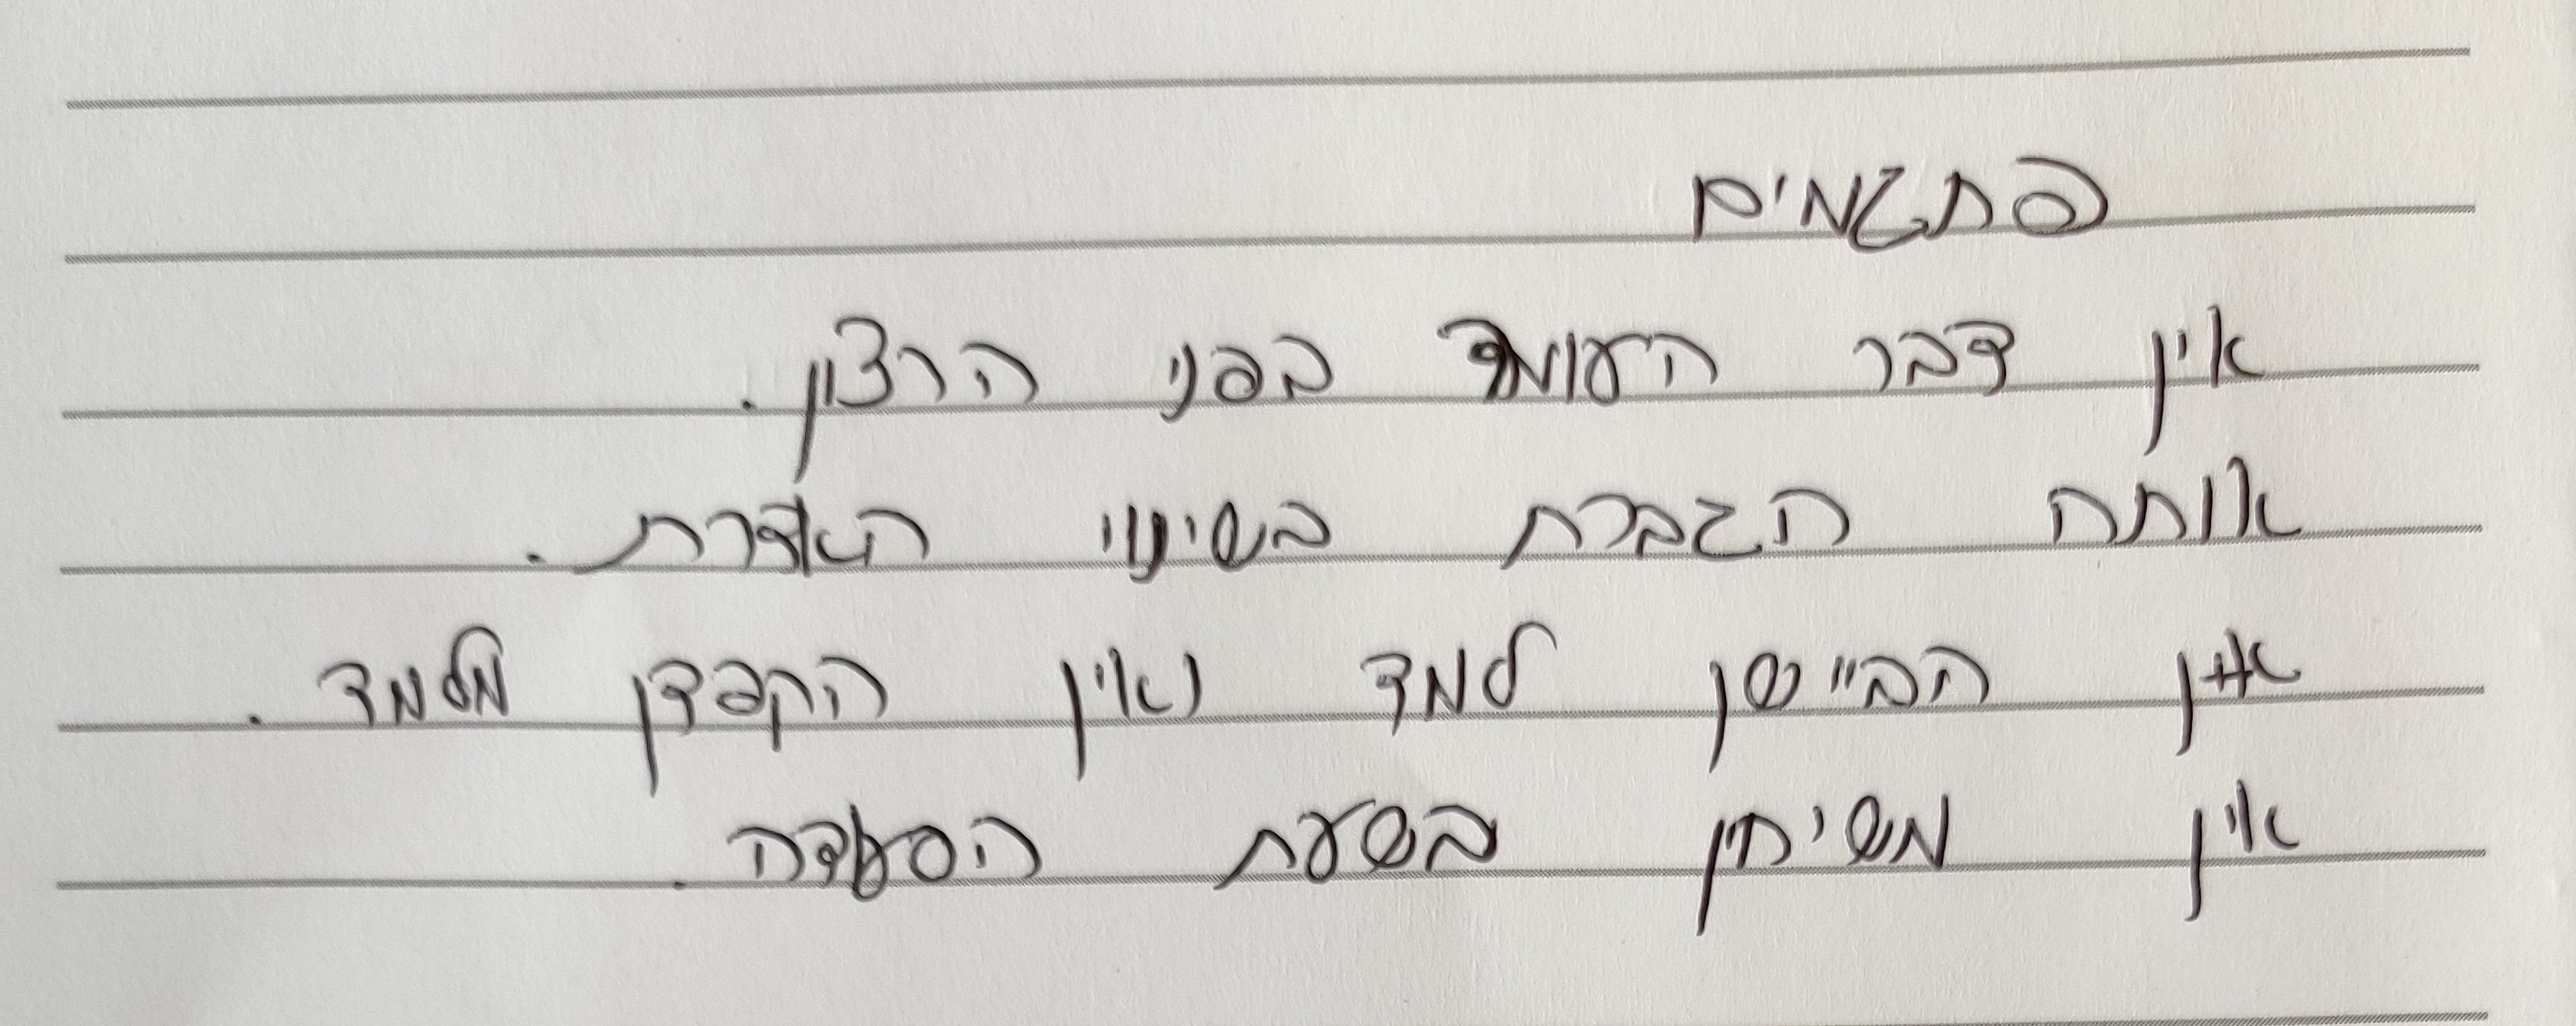 פתגמים
אין דבר העומד בפני הרצון.
אותה הגברת בשינוי האדרת.
אין הביישן למד ואין הקפדן מלמד.
אין משיחין בשעת הסעודה.